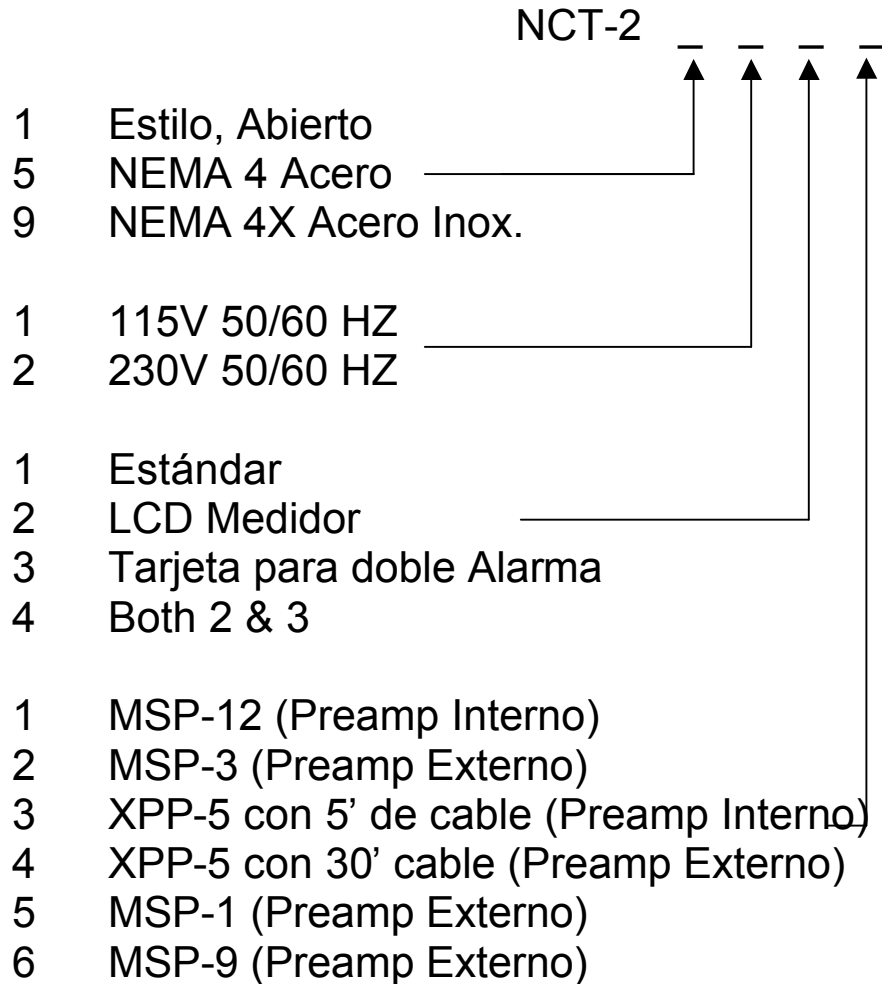 NCT-2 _ _ _ _
1 Estilo, Abierto
5 NEMA 4 Acero
9 NEMA 4X Acero Inox.
1 115V 50/60 HZ
2 230V 50/60 HZ
1 Estándar
2 LCD Medidor
3 Tarjeta para doble Alarma
4 Both 2 & 3
1 MSP-12 (Preamp Interno)
2 MSP-3 (Preamp Externo)
3 XPP-5 con 5’ de cable (Preamp Interno)
4 XPP-5 con 30’ cable (Preamp Externo)
5 MSP-1 (Preamp Externo)
6 MSP-9 (Preamp Externo)